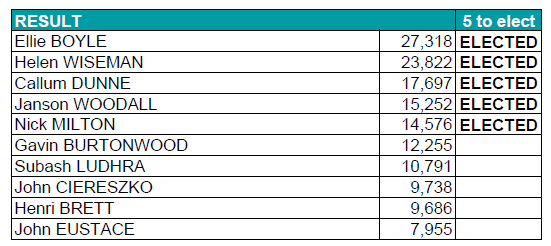 RESULT 5 to elect
Ellie BOYLE 27,318 ELECTED
Helen WISEMAN 23,822 ELECTED
Callum DUNNE 17,697 ELECTED
Janson WOODALL 15,252 ELECTED
Nick MILTON 14,576 ELECTED
Gavin BURTONWOOD 12,255
Subash LUDHRA 10,791
John CIERESZKO 9,738
Henri BRETT 9,686
John EUSTACE 7,955